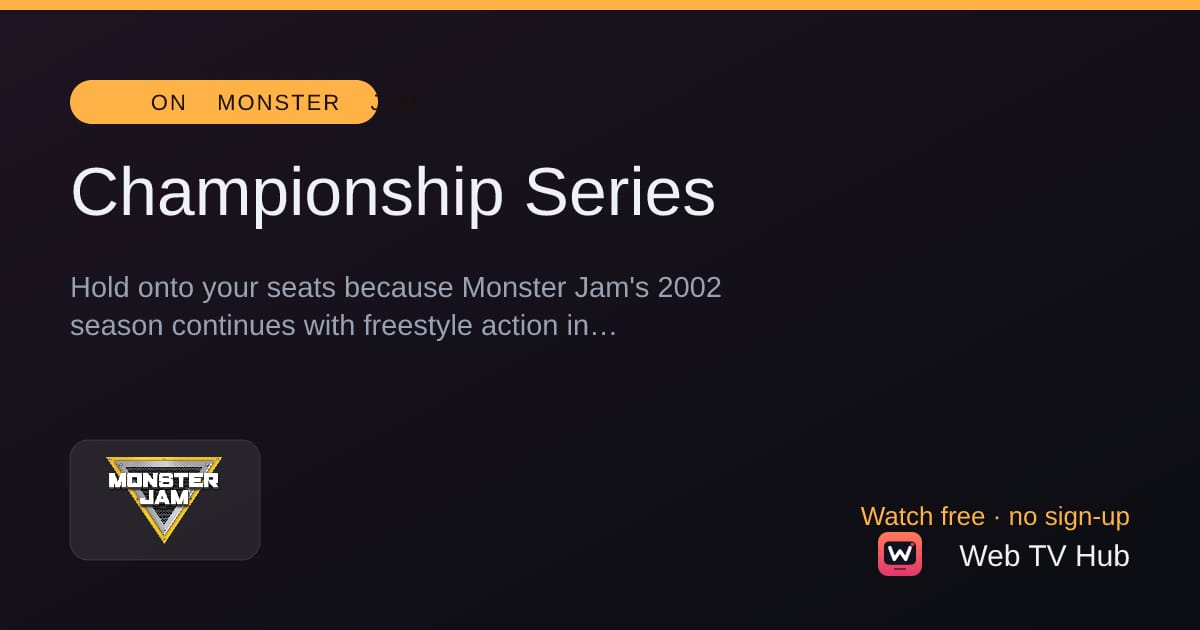 ON MONSTER JAM
Championship Series
Hold onto your seats because Monster Jam's 2002
season continues with freestyle action in…
MONSTER
JAM
Watch free · no sign-up
W
Web TV Hub